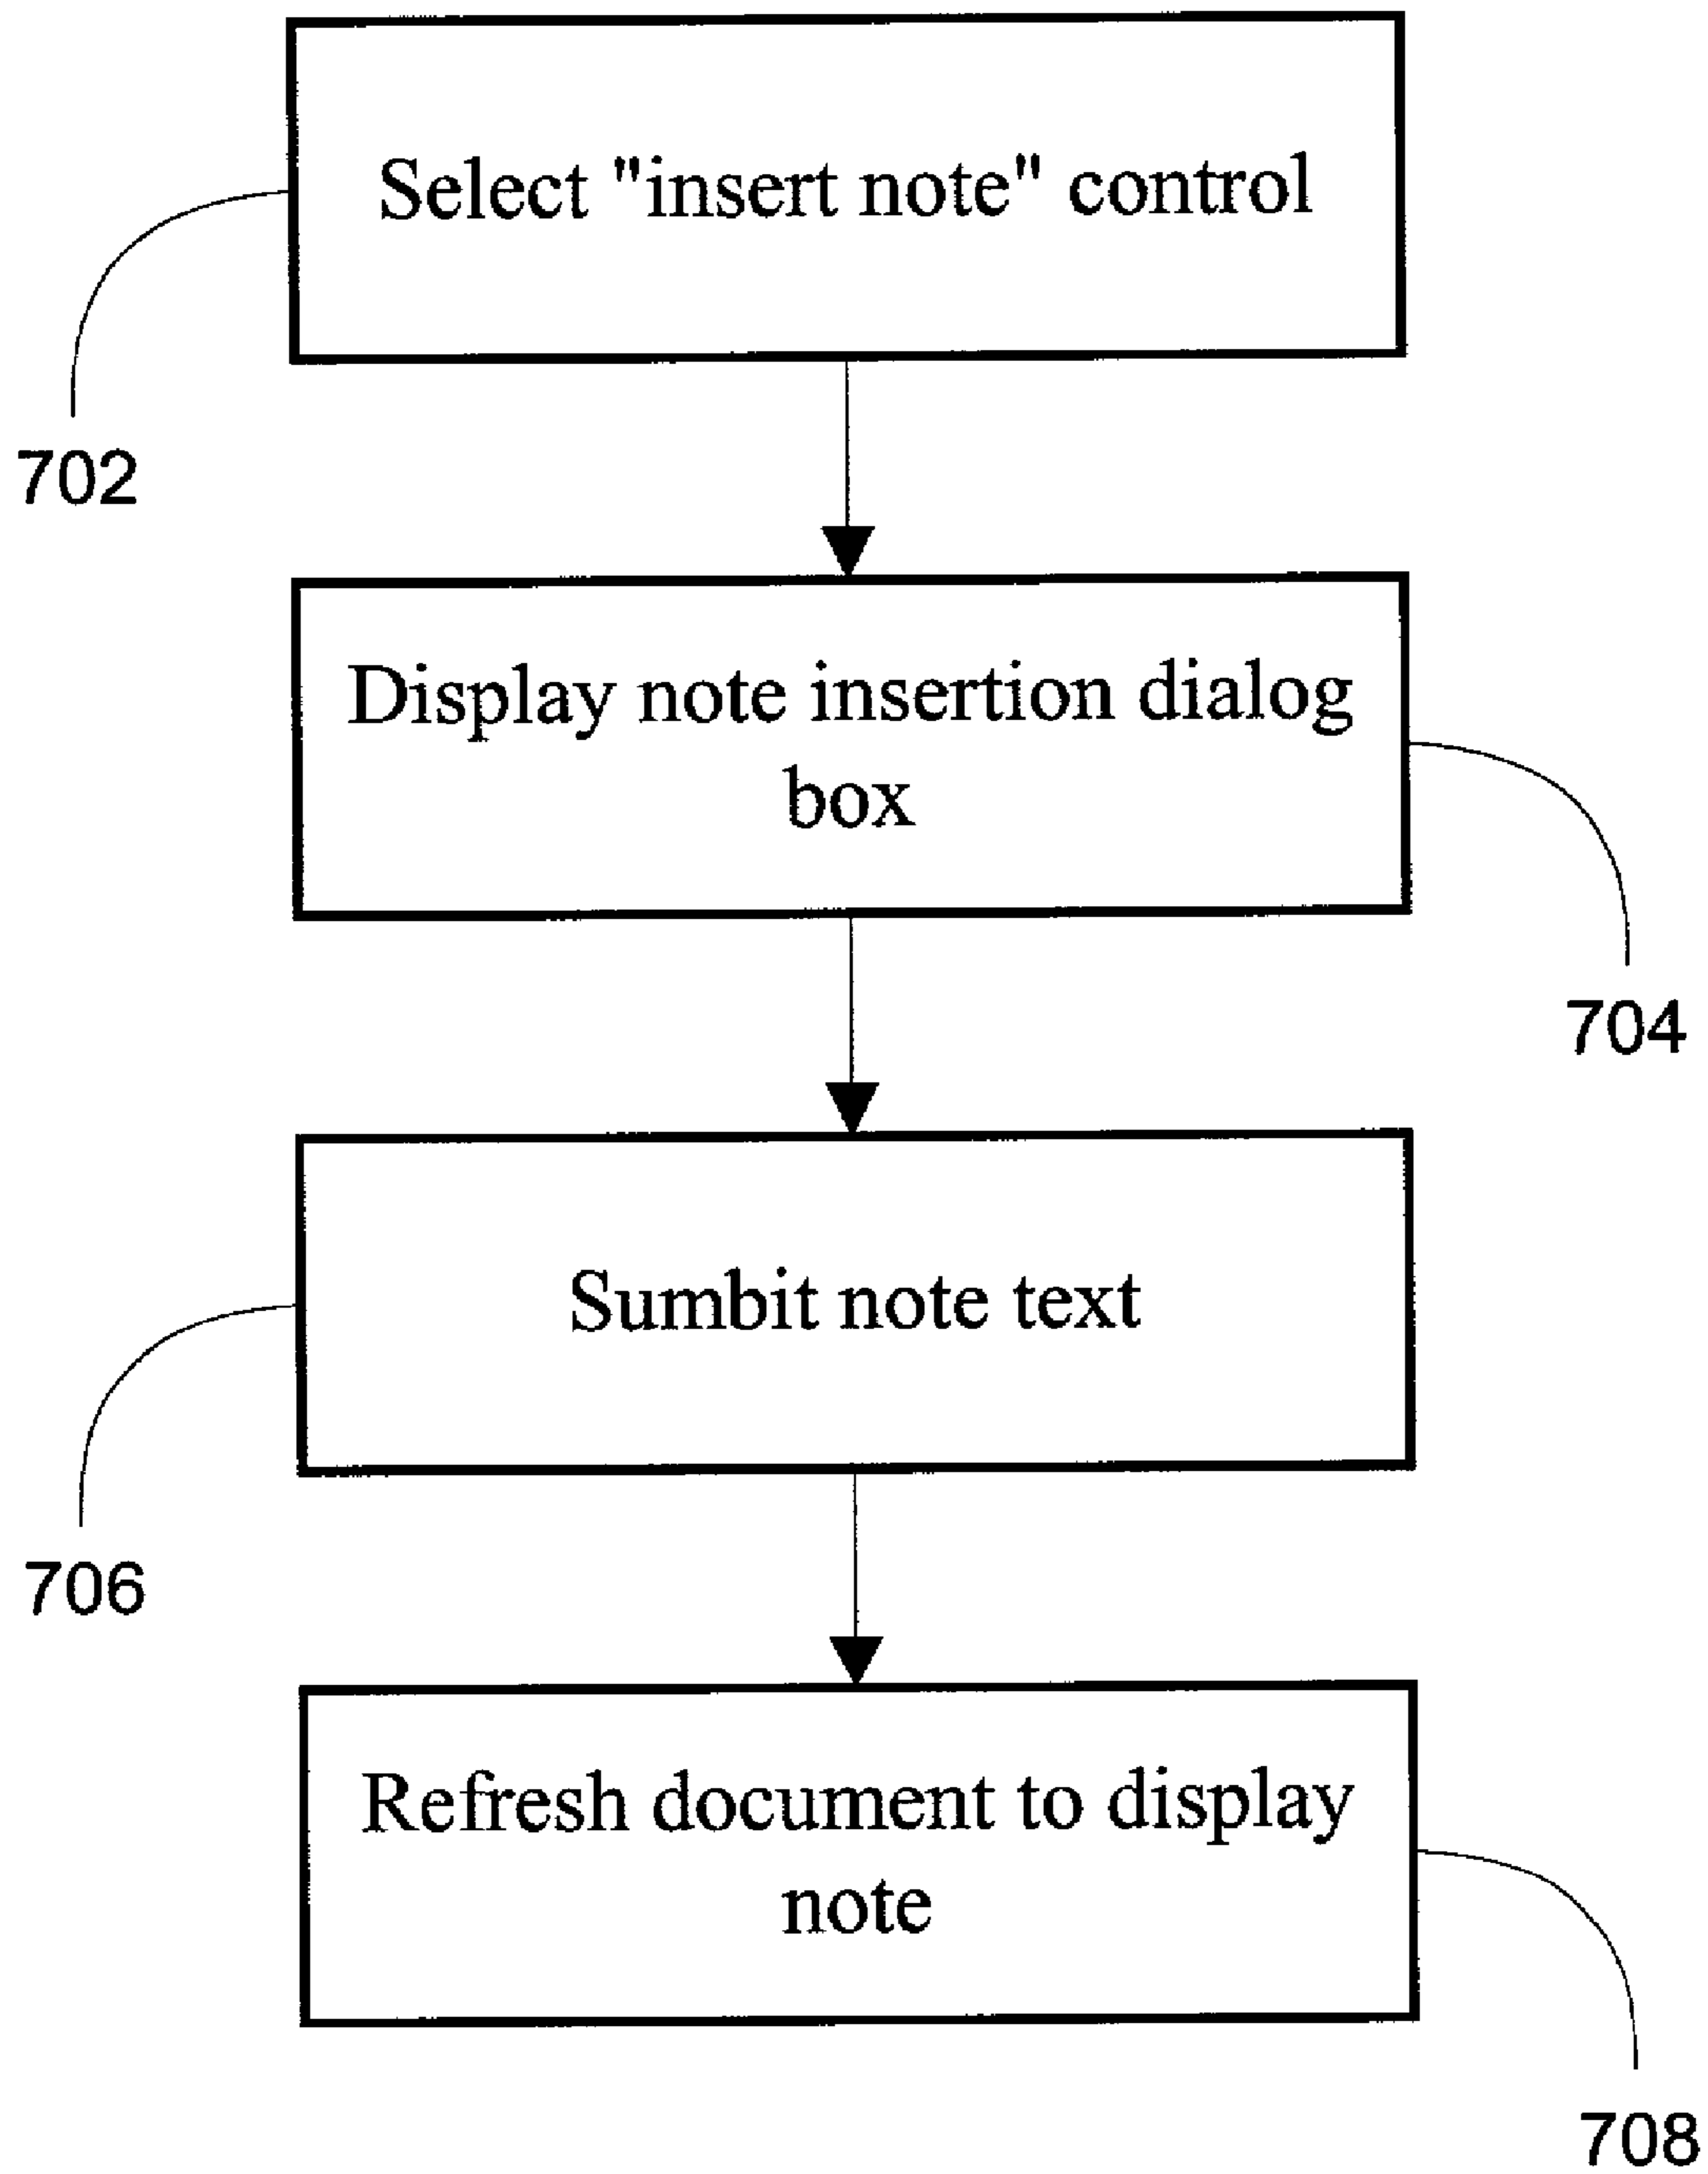 Select "insert note" control
702
Display note insertion dialog
box
704
Sumbit note text
706
Refresh document to display
note
708